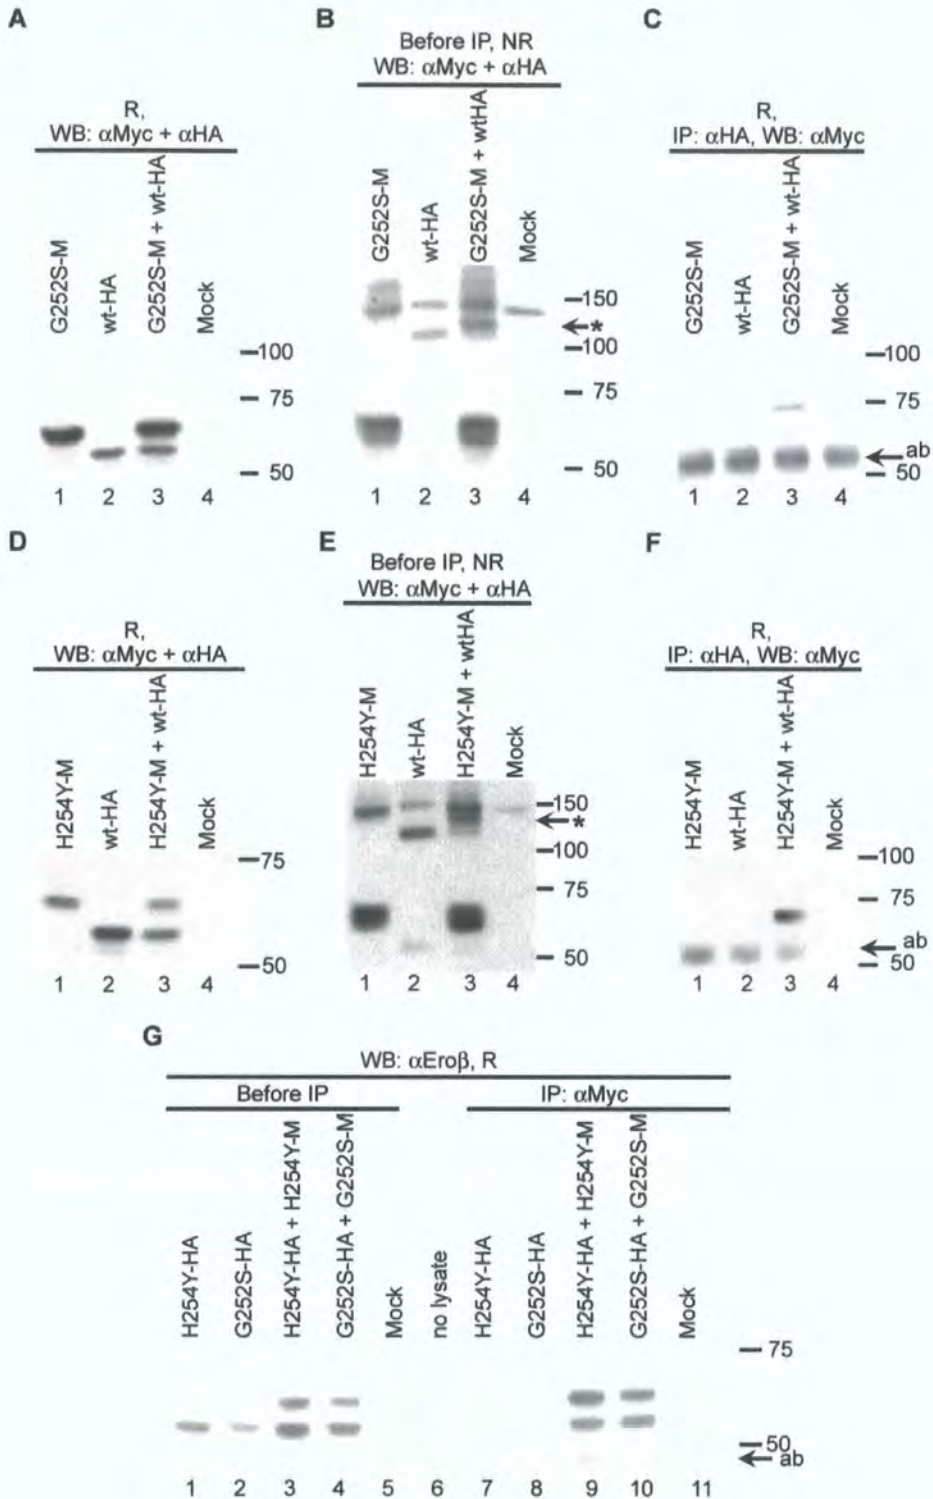 A
R,
WB: αMyc + αHA
G252S-M
wt-HA
G252S-M + wt-HA
Mock
100
75
50
1 2 3 4
B
Before IP, NR
WB: αMyc + αHA
G252S-M
wt-HA
G252S-M + wtHA
Mock
150
*
100
75
50
1 2 3 4
C
R,
IP: αHA, WB: αMyc
G252S-M
wt-HA
G252S-M + wt-HA
Mock
100
75
ab
50
1 2 3 4
D
R,
WB: αMyc + αHA
H254Y-M
wt-HA
H254Y-M + wt-HA
Mock
75
50
1 2 3 4
E
Before IP, NR
WB: αMyc + αHA
H254Y-M
wt-HA
H254Y-M + wtHA
Mock
150
*
100
75
50
1 2 3 4
F
R,
IP: αHA, WB: αMyc
H254Y-M
wt-HA
H254Y-M + wt-HA
Mock
100
75
ab
50
1 2 3 4
G
WB: αEroβ, R
Before IP IP: αMyc
H254Y-HA
G252S-HA
H254Y-HA + H254Y-M
G252S-HA + G252S-M
Mock
no lysate
H254Y-HA
G252S-HA
H254Y-HA + H254Y-M
G252S-HA + G252S-M
Mock
75
50
ab
1 2 3 4 5 6 7 8 9 10 11